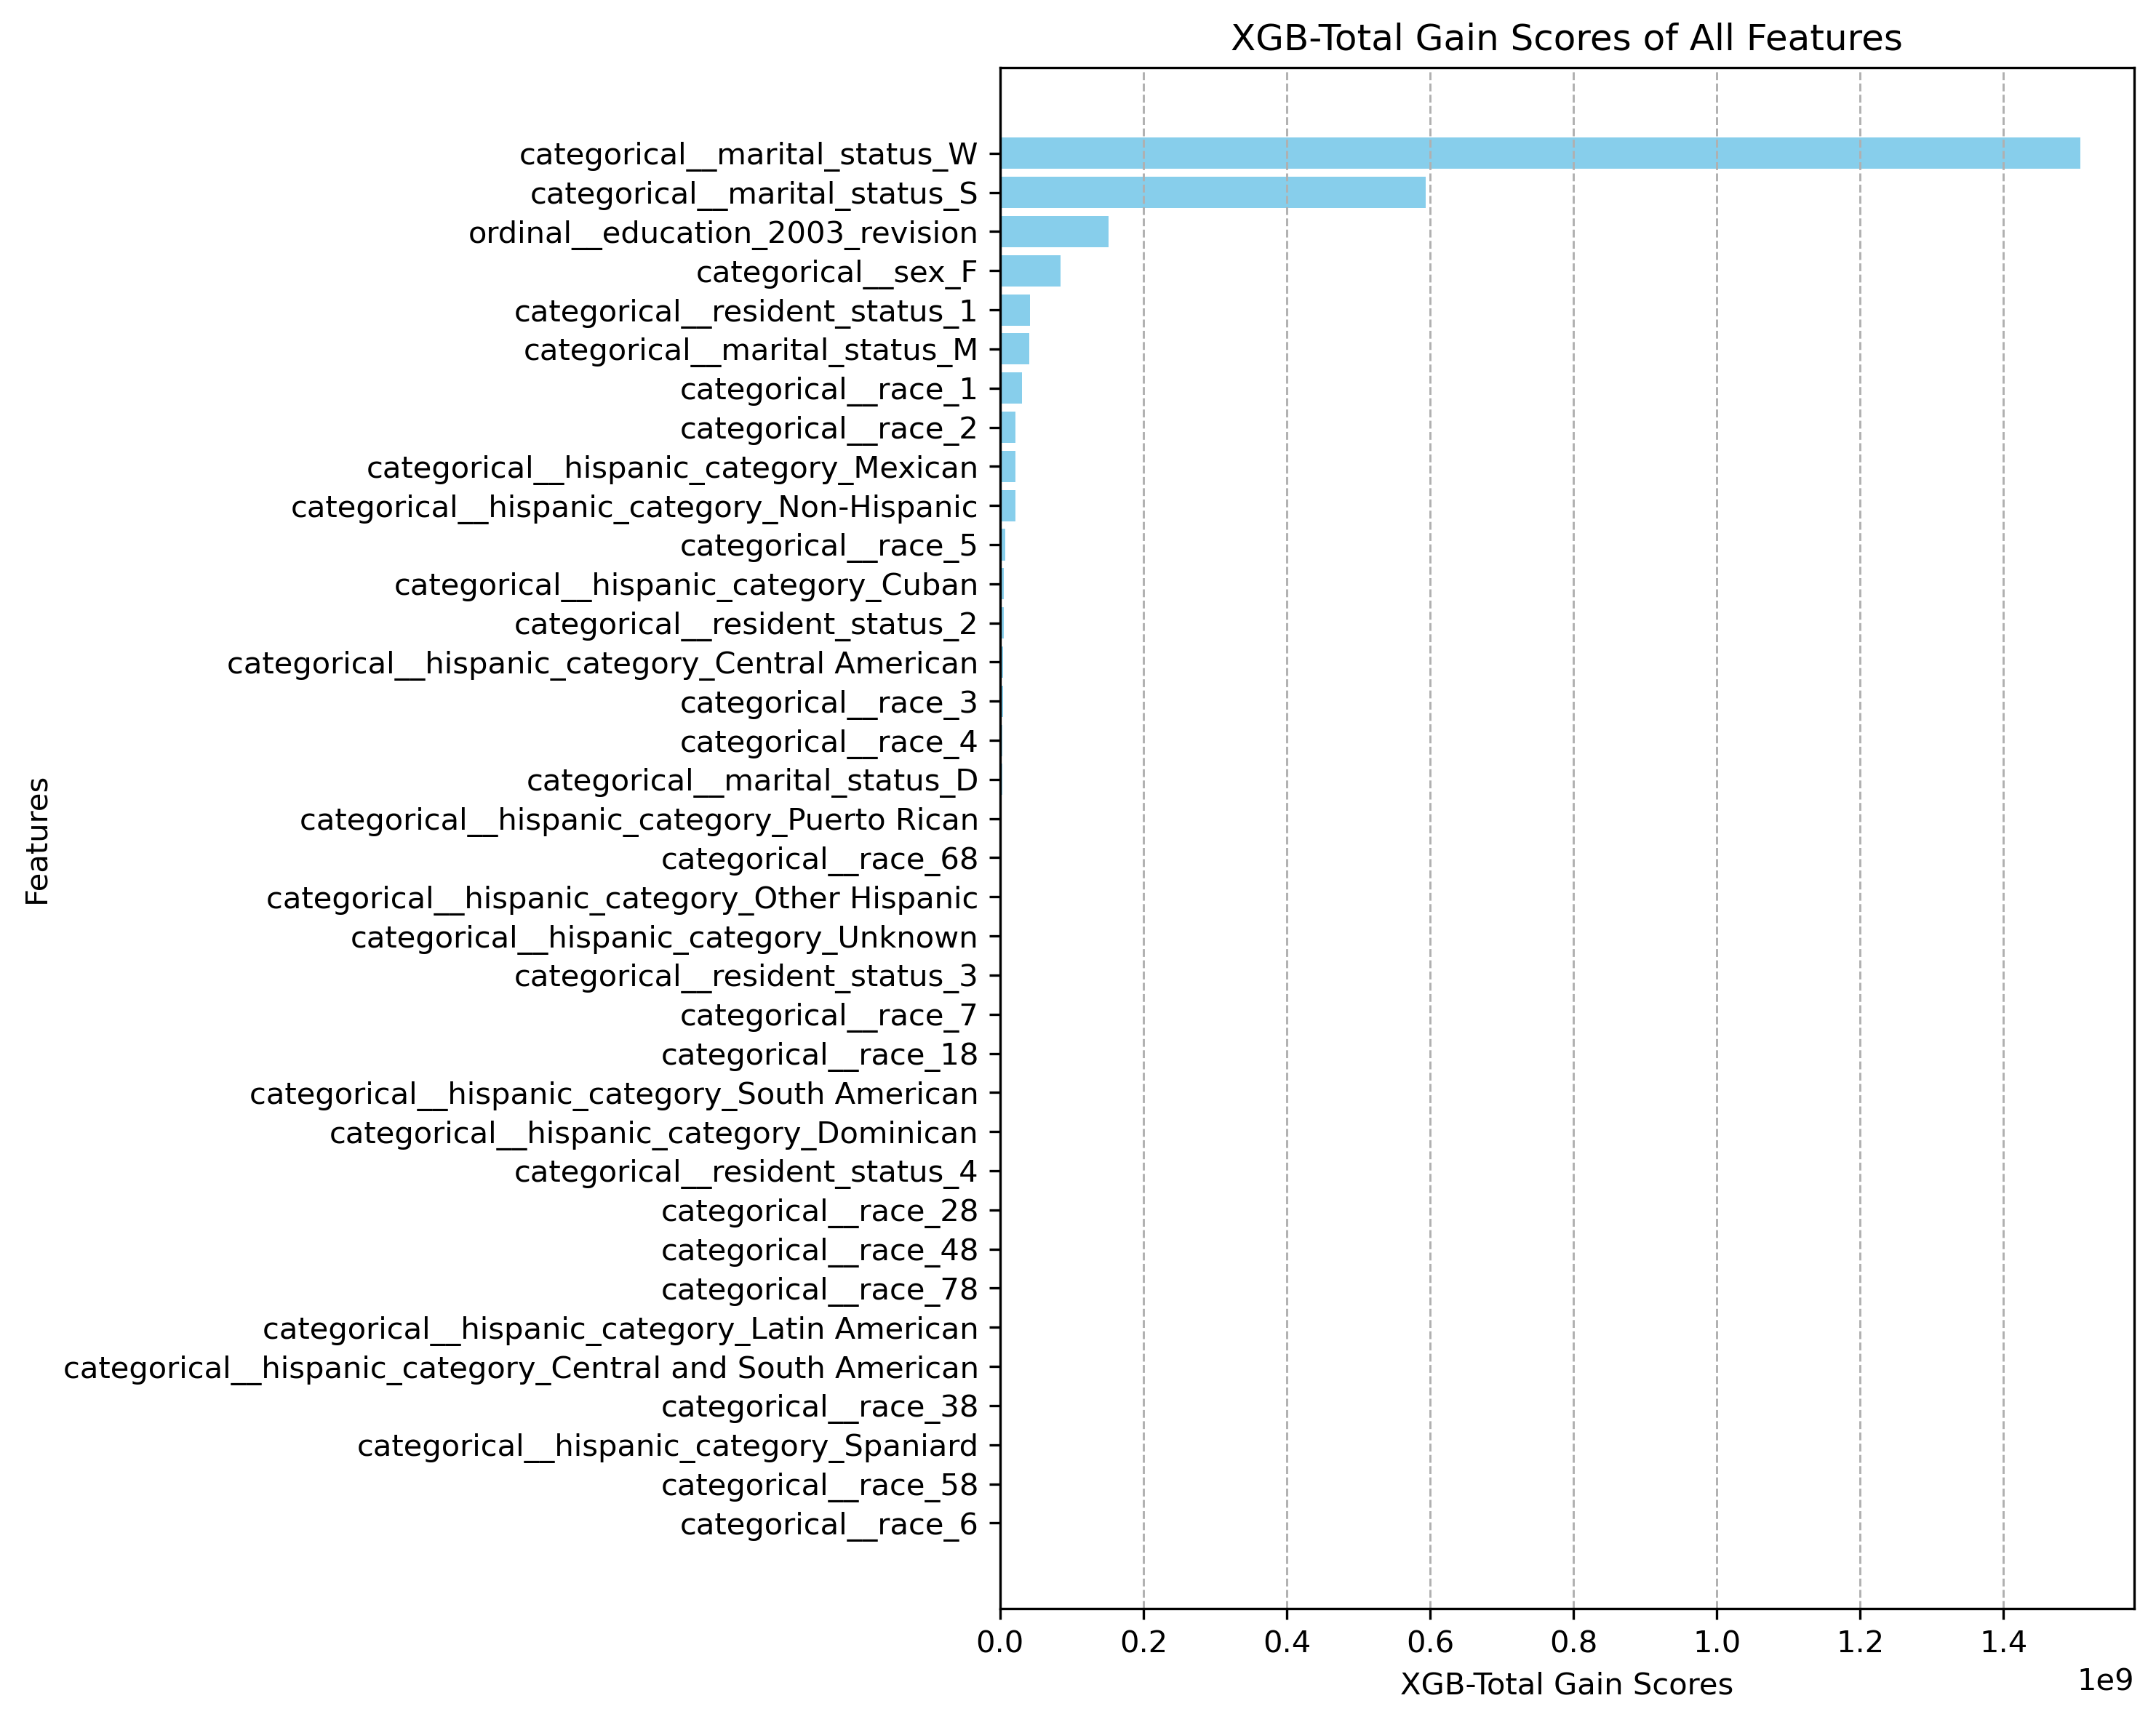 XGB-Total Gain Scores of All Features
categorical__marital_status_W
categorical__marital_status_S
ordinal__education_2003_revision
categorical__sex_F
categorical__resident_status_1
categorical__marital_status_M
categorical__race_1
categorical__race_2
categorical__hispanic_category_Mexican
categorical__hispanic_category_Non-Hispanic
categorical__race_5
categorical__hispanic_category_Cuban
categorical__resident_status_2
categorical__hispanic_category_Central American
categorical__race_3
categorical__race_4
categorical__marital_status_D
categorical__hispanic_category_Puerto Rican
categorical__race_68
categorical__hispanic_category_Other Hispanic
categorical__hispanic_category_Unknown
categorical__resident_status_3
categorical__race_7
categorical__race_18
categorical__hispanic_category_South American
categorical__hispanic_category_Dominican
categorical__resident_status_4
categorical__race_28
categorical__race_48
categorical__race_78
categorical__hispanic_category_Latin American
categorical__hispanic_category_Central and South American
categorical__race_38
categorical__hispanic_category_Spaniard
categorical__race_58
categorical__race_6
Features
0.0 0.2 0.4 0.6 0.8 1.0 1.2 1.4
XGB-Total Gain Scores
1e9